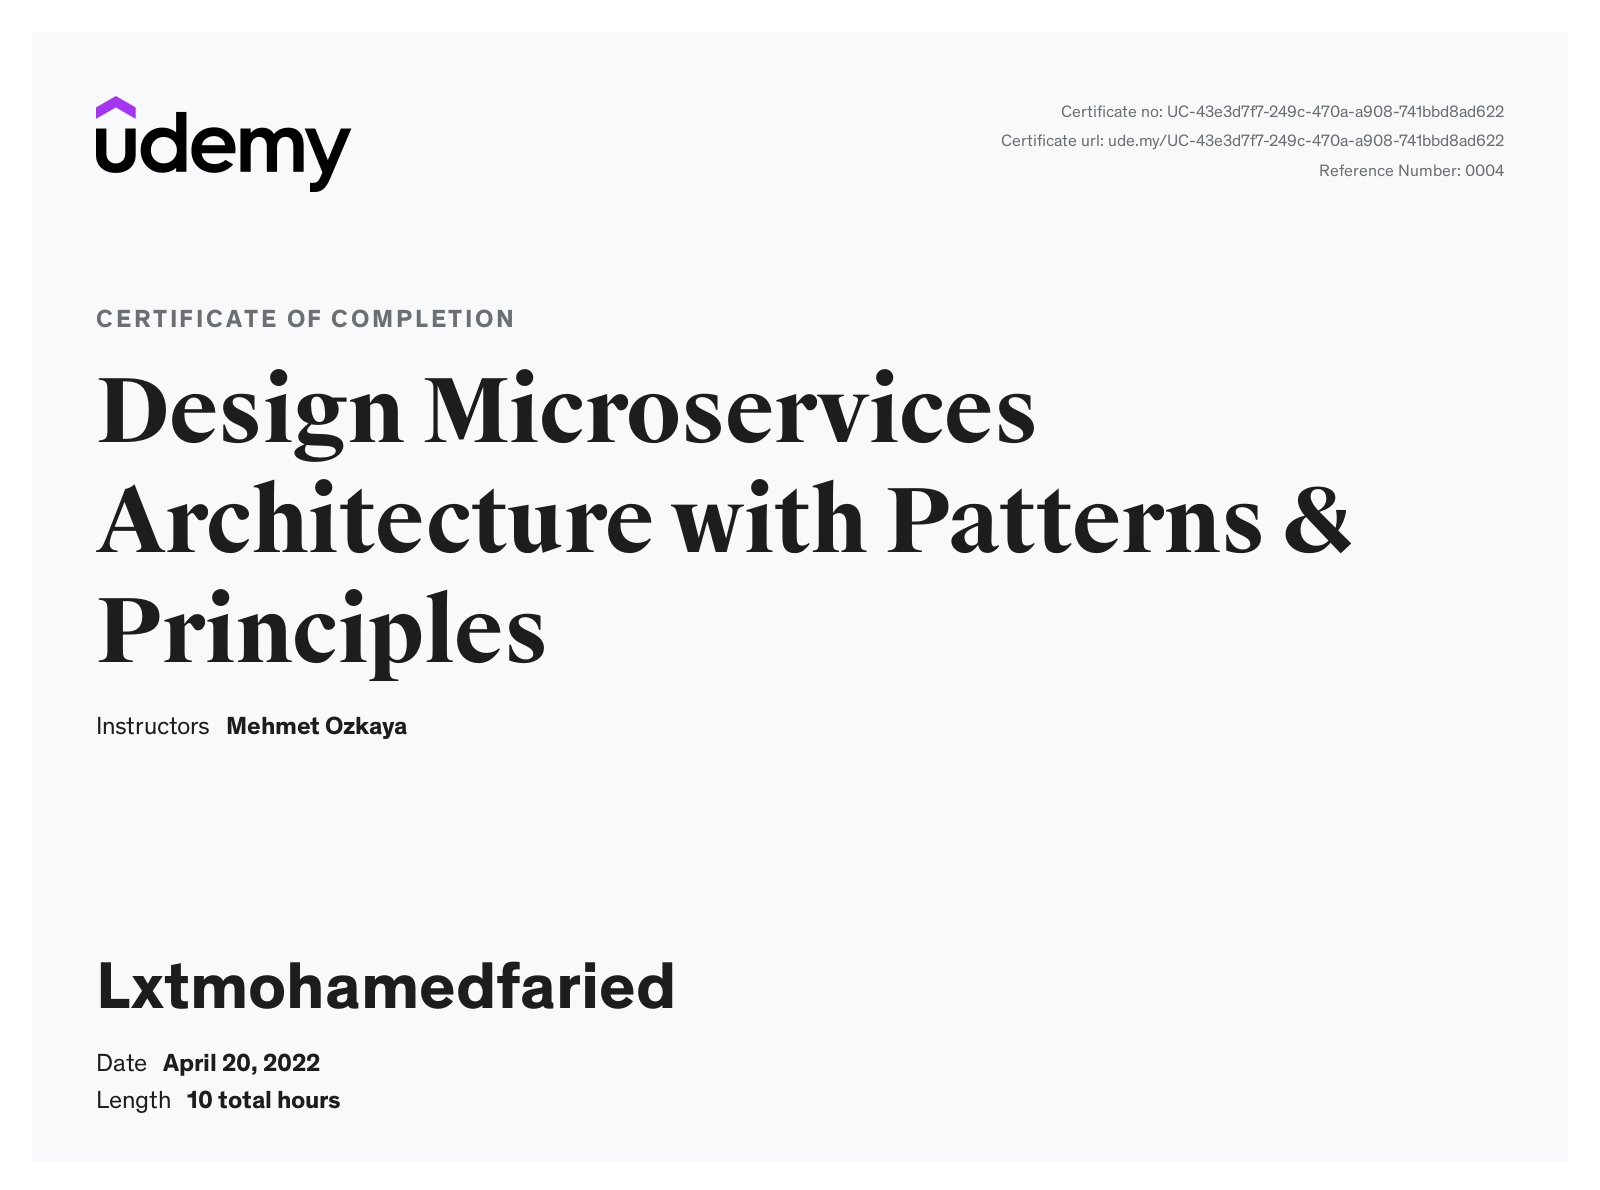 udemy
Certificate no: UC-43e3d7f7-249c-470a-a908-741bbd8ad622
Certificate url: ude.my/UC-43e3d7f7-249c-470a-a908-741bbd8ad622
Reference Number: 0004
CERTIFICATE OF COMPLETION
Design Microservices
Architecture with Patterns &
Principles
Instructors Mehmet Ozkaya
Lxtmohamedfaried
Date April 20, 2022
Length 10 total hours